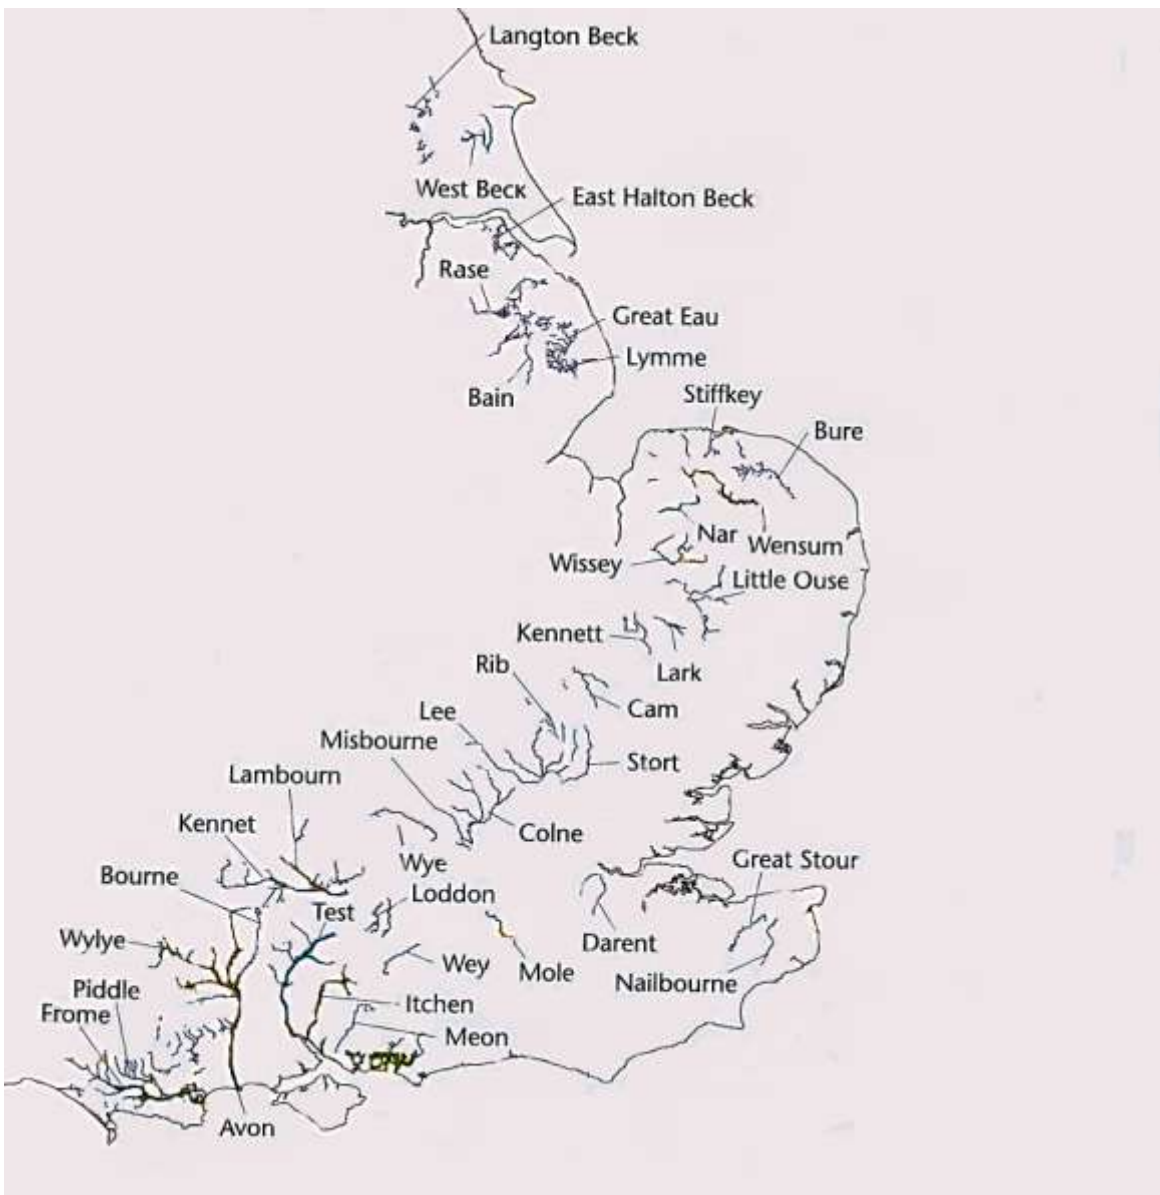 Langton Beck
West Beck
East Halton Beck
Rase
Great Eau
Lymme
Bain
Stiffkey
Bure
Nar
Wensum
Wissey
Little Ouse
Kennett
Lark
Rib
Cam
Lee
Misbourne
Stort
Lambourn
Kennet
Colne
Wye
Great Stour
Bourne
Loddon
Test
Darent
Wylye
Wey
Mole
Nailbourne
Piddle
Itchen
Frome
Meon
Avon